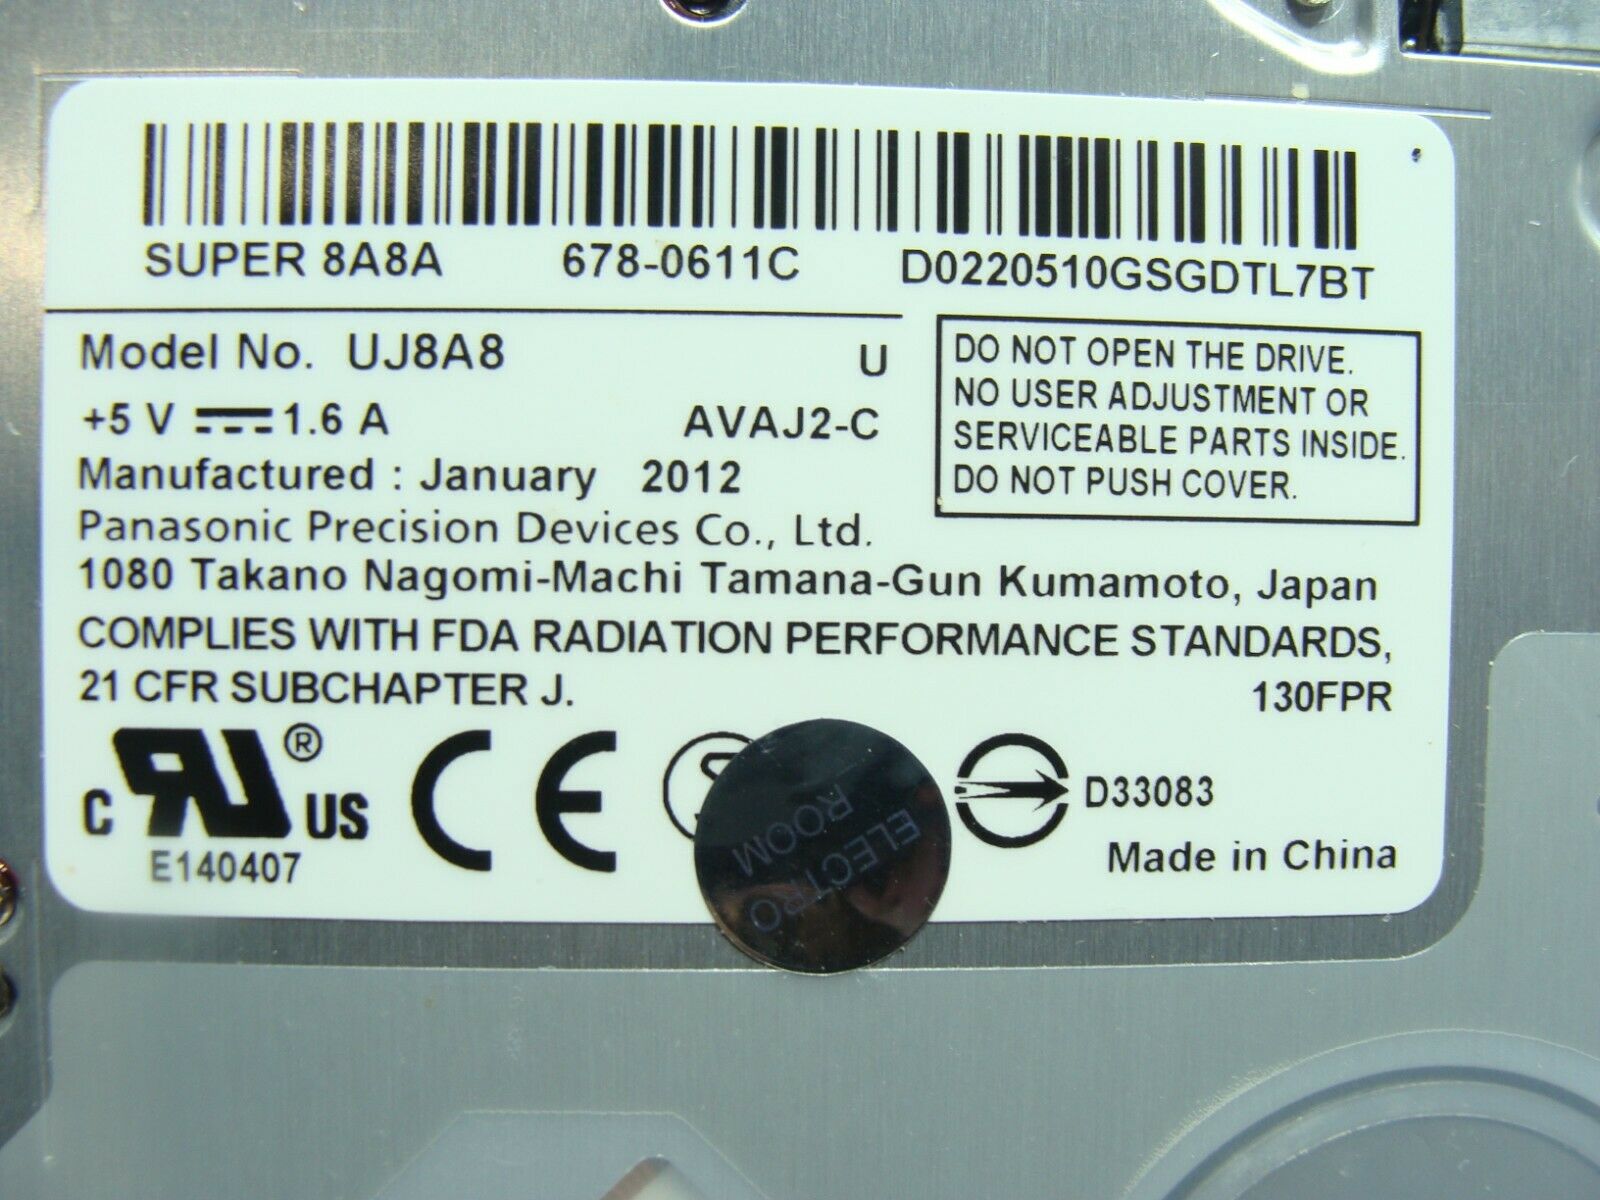 SUPER 8A8A 678-0611C D0220510GSGDTL7BT
Model No. UJ8A8 U
+5 V 1.6 A AVAJ2-C
Manufactured : January 2012
DO NOT OPEN THE DRIVE.
NO USER ADJUSTMENT OR
SERVICEABLE PARTS INSIDE.
DO NOT PUSH COVER.
Panasonic Precision Devices Co., Ltd.
1080 Takano Nagomi-Machi Tamana-Gun Kumamoto, Japan
COMPLIES WITH FDA RADIATION PERFORMANCE STANDARDS,
21 CFR SUBCHAPTER J. 130FPR
C RU ® US
E140407
CE
ELECTRO
ROOM
D33083
Made in China